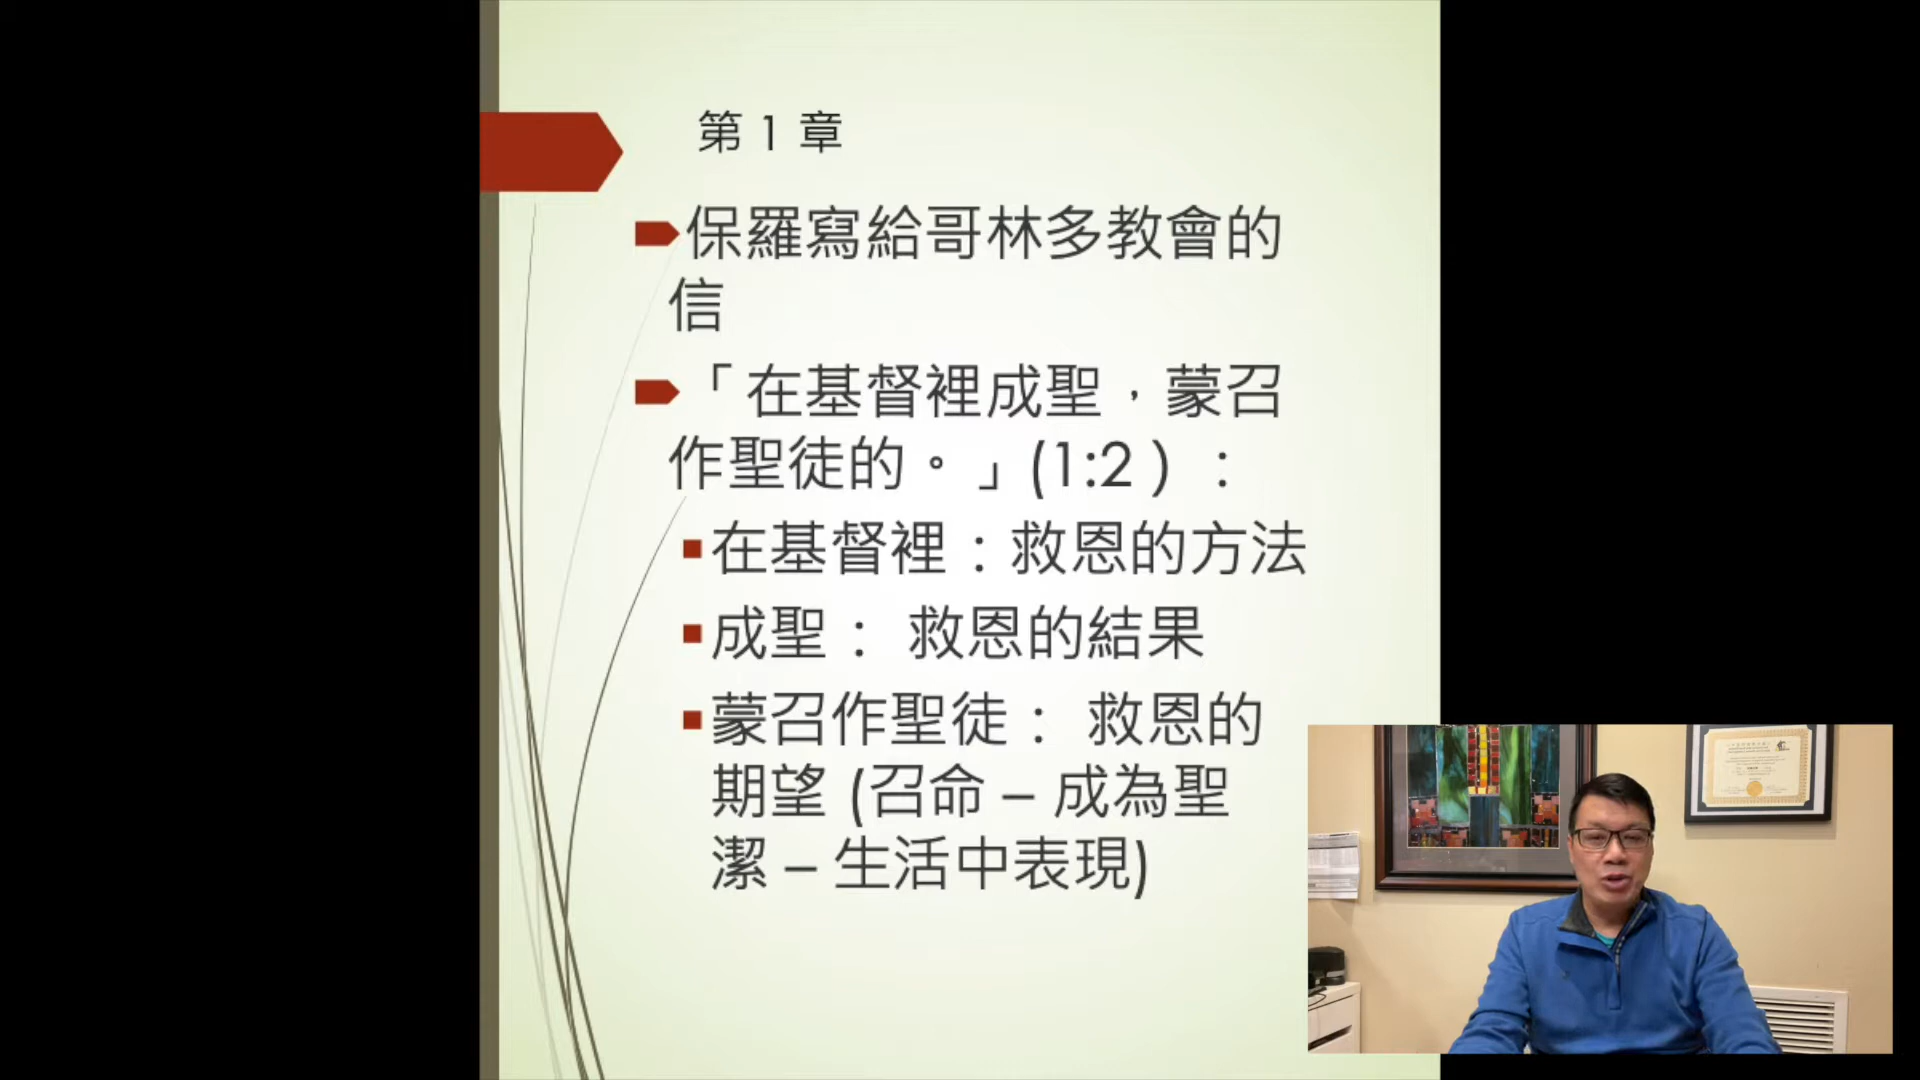 第 1 章
保羅寫給哥林多教會的
信
「在基督裡成聖，蒙召
作聖徒的。」(1:2 ) ：
在基督裡：救恩的方法
成聖： 救恩的結果
蒙召作聖徒： 救恩的
期望 (召命 – 成為聖
潔 – 生活中表現)